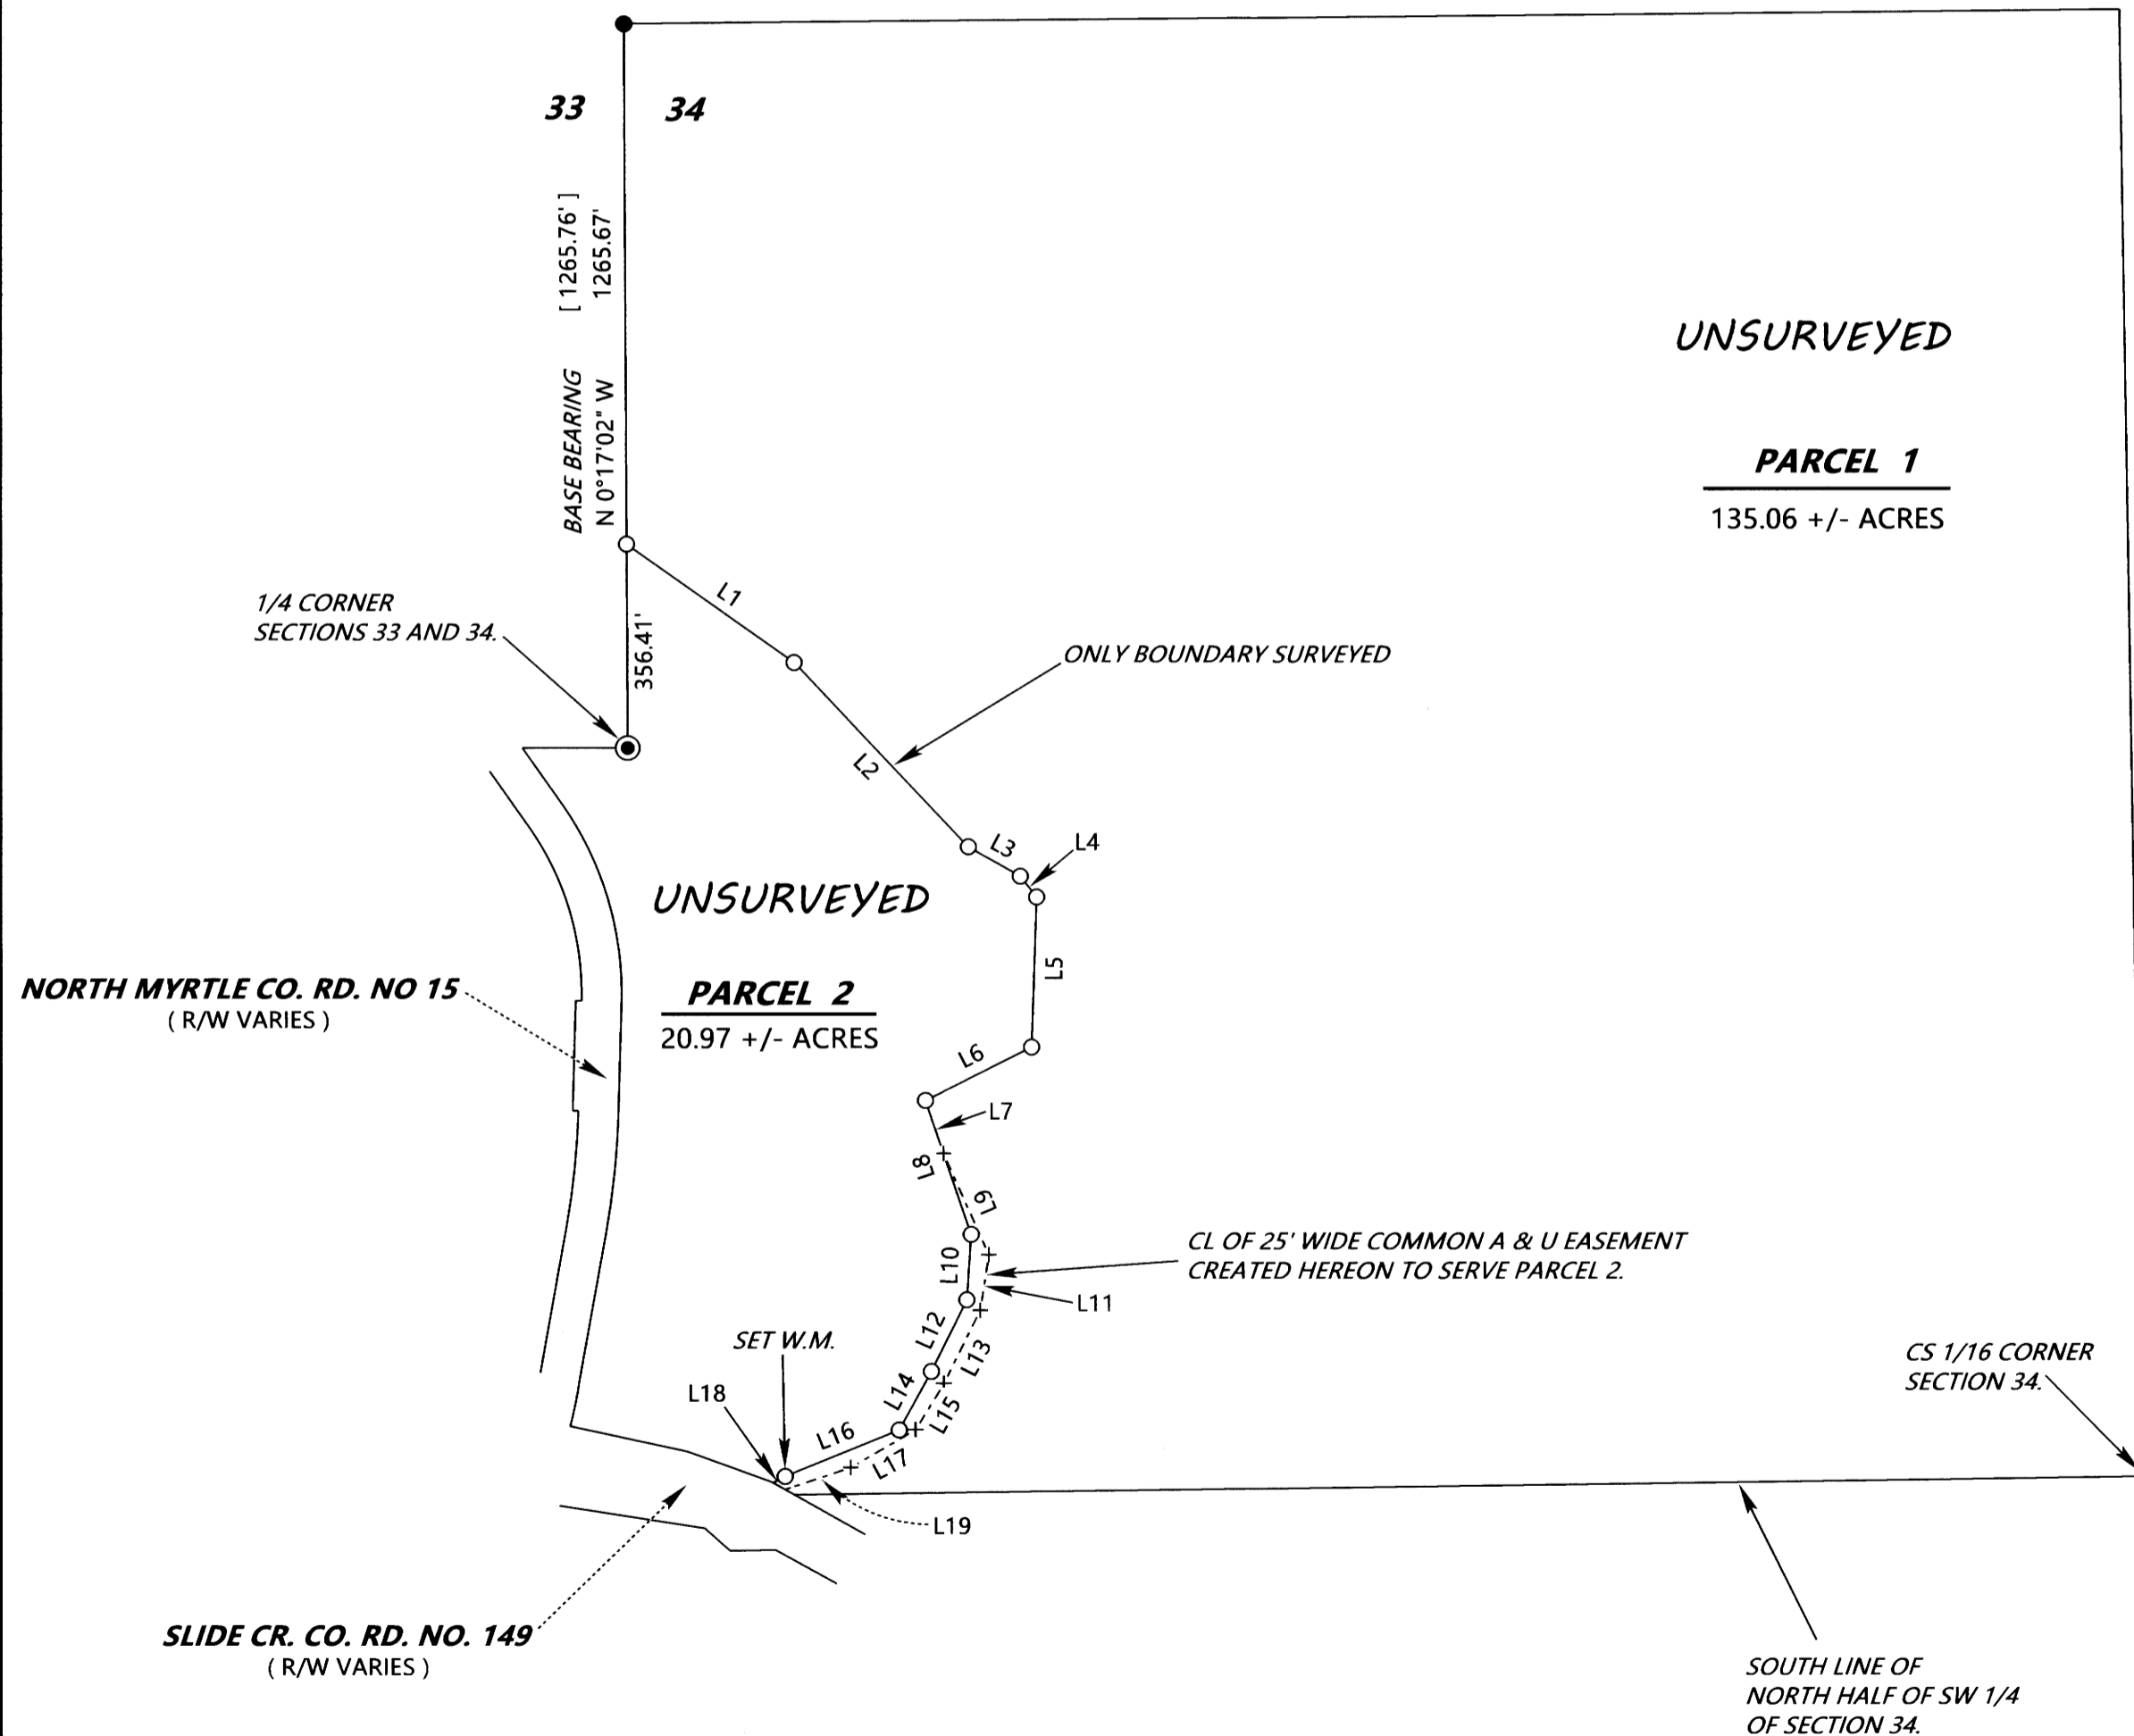 33
34
[ 1265.76' ]
1265.67'
BASE BEARING
N 0°17'02" W
UNSURVEYED
PARCEL 1
135.06 +/- ACRES
1/4 CORNER
SECTIONS 33 AND 34.
356.41'
L1
ONLY BOUNDARY SURVEYED
L2
L3
L4
UNSURVEYED
L5
NORTH MYRTLE CO. RD. NO 15
( R/W VARIES )
PARCEL 2
20.97 +/- ACRES
L6
L7
L8
L9
CL OF 25' WIDE COMMON A & U EASEMENT
CREATED HEREON TO SERVE PARCEL 2.
L10
L11
L12
L13
SET W.M.
CS 1/16 CORNER
SECTION 34.
L18
L14
L15
L16
L17
L19
SLIDE CR. CO. RD. NO. 149
( R/W VARIES )
SOUTH LINE OF
NORTH HALF OF SW 1/4
OF SECTION 34.